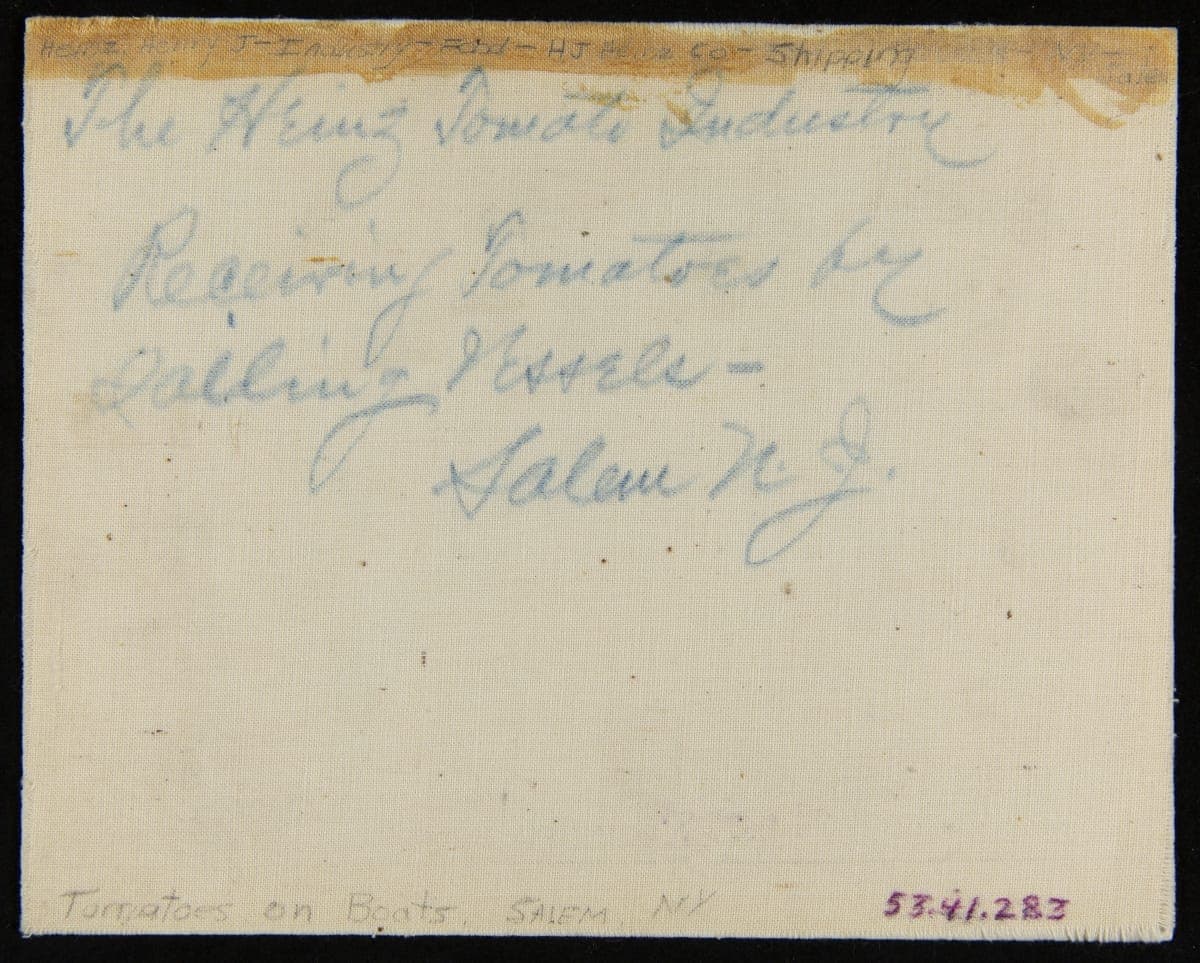 Heinz, Henry J - Industry - Food - HJ Heinz Co - Shipping
The Heinz Tomato Industry
Receiving Tomatoes by
Sailing Vessels -
Salem N. J.
Tomatoes on Boats, SALEM, NY
53.41.283